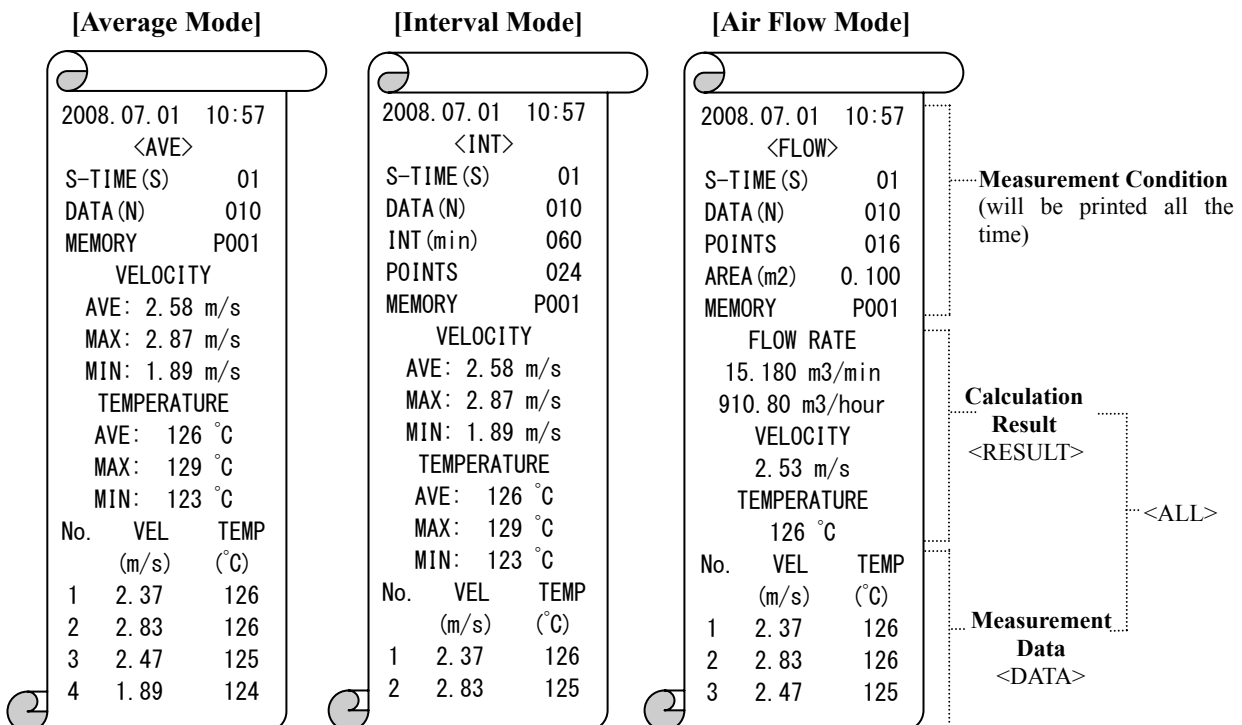 [Average Mode]
2008.07.01 10:57
<AVE>
S-TIME(S) 01
DATA(N) 010
MEMORY P001
VELOCITY
AVE: 2.58 m/s
MAX: 2.87 m/s
MIN: 1.89 m/s
TEMPERATURE
AVE: 126 °C
MAX: 129 °C
MIN: 123 °C
No. VEL TEMP
(m/s) (°C)
1 2.37 126
2 2.83 126
3 2.47 125
4 1.89 124
[Interval Mode]
2008.07.01 10:57
<INT>
S-TIME(S) 01
DATA(N) 010
INT(min) 060
POINTS 024
MEMORY P001
VELOCITY
AVE: 2.58 m/s
MAX: 2.87 m/s
MIN: 1.89 m/s
TEMPERATURE
AVE: 126 °C
MAX: 129 °C
MIN: 123 °C
No. VEL TEMP
(m/s) (°C)
1 2.37 126
2 2.83 125
[Air Flow Mode]
2008.07.01 10:57
<FLOW>
S-TIME(S) 01
DATA(N) 010
POINTS 016
AREA(m2) 0.100
MEMORY P001
FLOW RATE
15.180 m3/min
910.80 m3/hour
VELOCITY
2.53 m/s
TEMPERATURE
126 °C
No. VEL TEMP
(m/s) (°C)
1 2.37 126
2 2.83 126
3 2.47 125
Measurement Condition
(will be printed all the
time)
Calculation
Result
<RESULT>
<ALL>
Measurement
Data
<DATA>